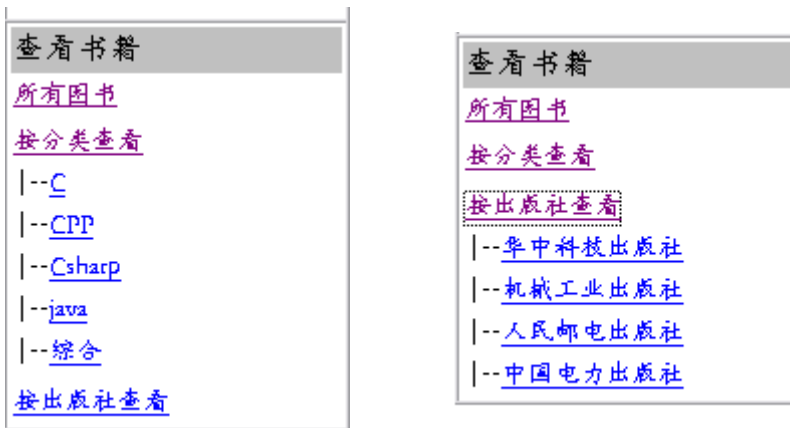 查看书籍
所有图书
按分类查看
|--C
|--CPP
|--Csharp
|--java
|--综合
按出版社查看
查看书籍
所有图书
按分类查看
按出版社查看
|--华中科技出版社
|--机械工业出版社
|--人民邮电出版社
|--中国电力出版社